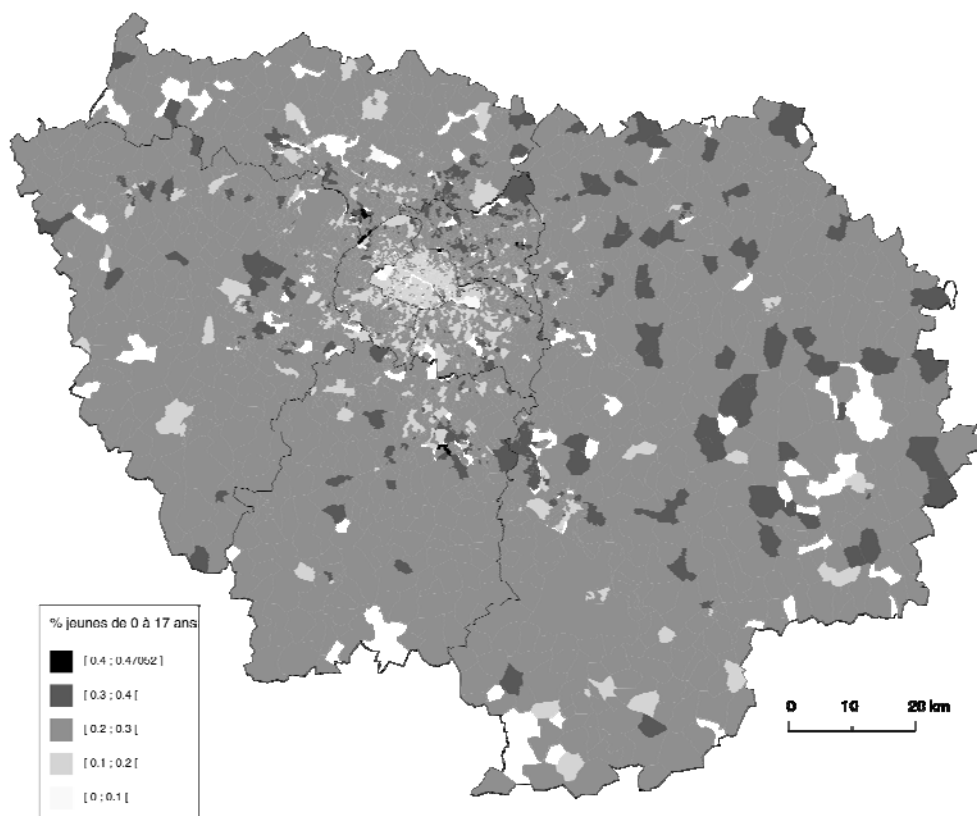 % jeunes de 0 à 17 ans
[ 0.4 ; 0.47052 ]
[ 0.3 ; 0.4 [
[ 0.2 ; 0.3 [
[ 0.1 ; 0.2 [
[ 0 ; 0.1 [
0 10 20 km